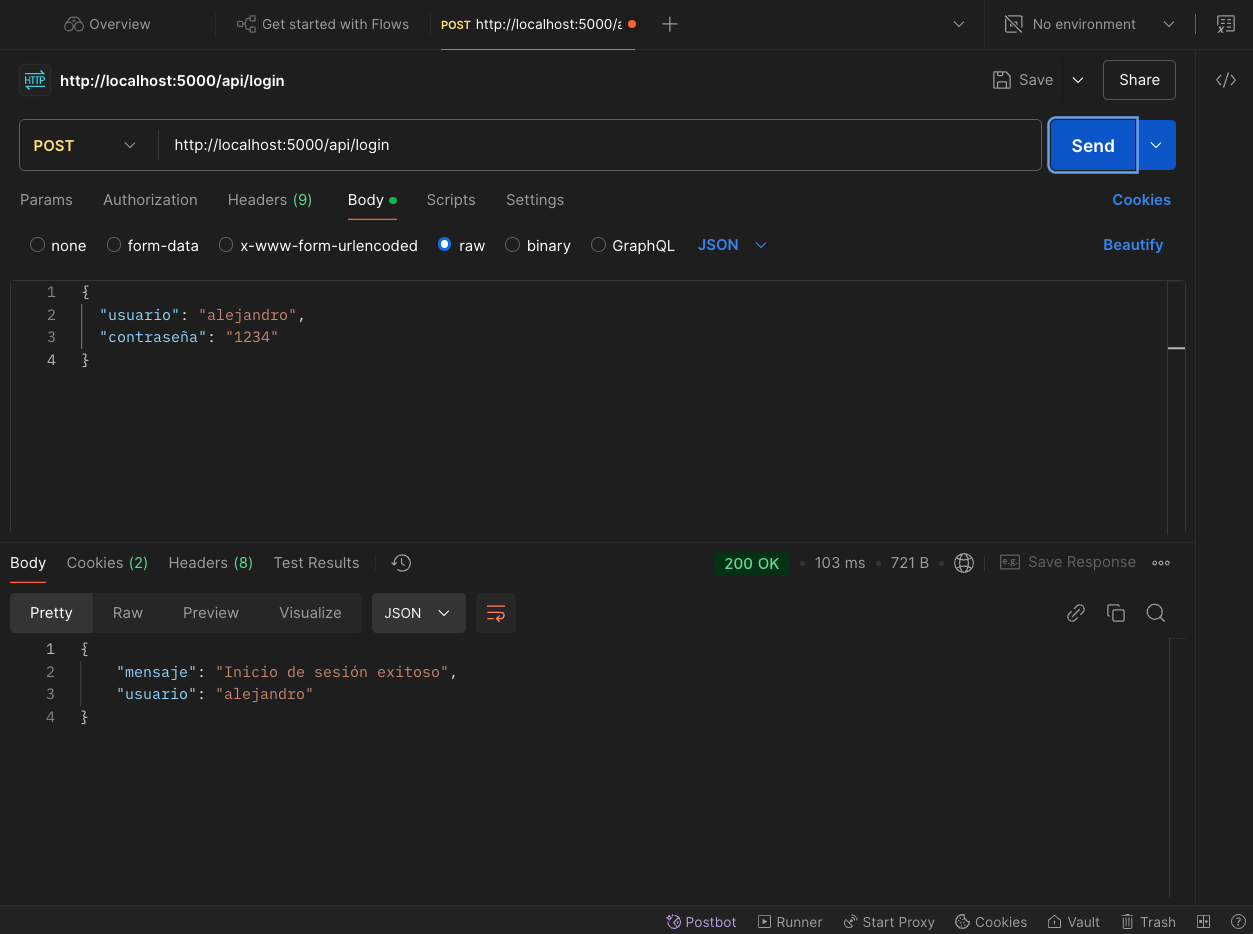 Overview
Get started with Flows
POST http://localhost:5000/a
No environment
HTTP http://localhost:5000/api/login
Save
Share
POST http://localhost:5000/api/login
Send
Params Authorization Headers (9) Body Scripts Settings Cookies
none form-data x-www-form-urlencoded raw binary GraphQL JSON Beautify
1 {
2 "usuario": "alejandro",
3 "contraseña": "1234"
4 }
Body Cookies (2) Headers (8) Test Results 200 OK 103 ms 721 B e.g. Save Response
Pretty Raw Preview Visualize JSON
1 {
2 "mensaje": "Inicio de sesión exitoso",
3 "usuario": "alejandro"
4 }
Postbot Runner Start Proxy Cookies Vault Trash